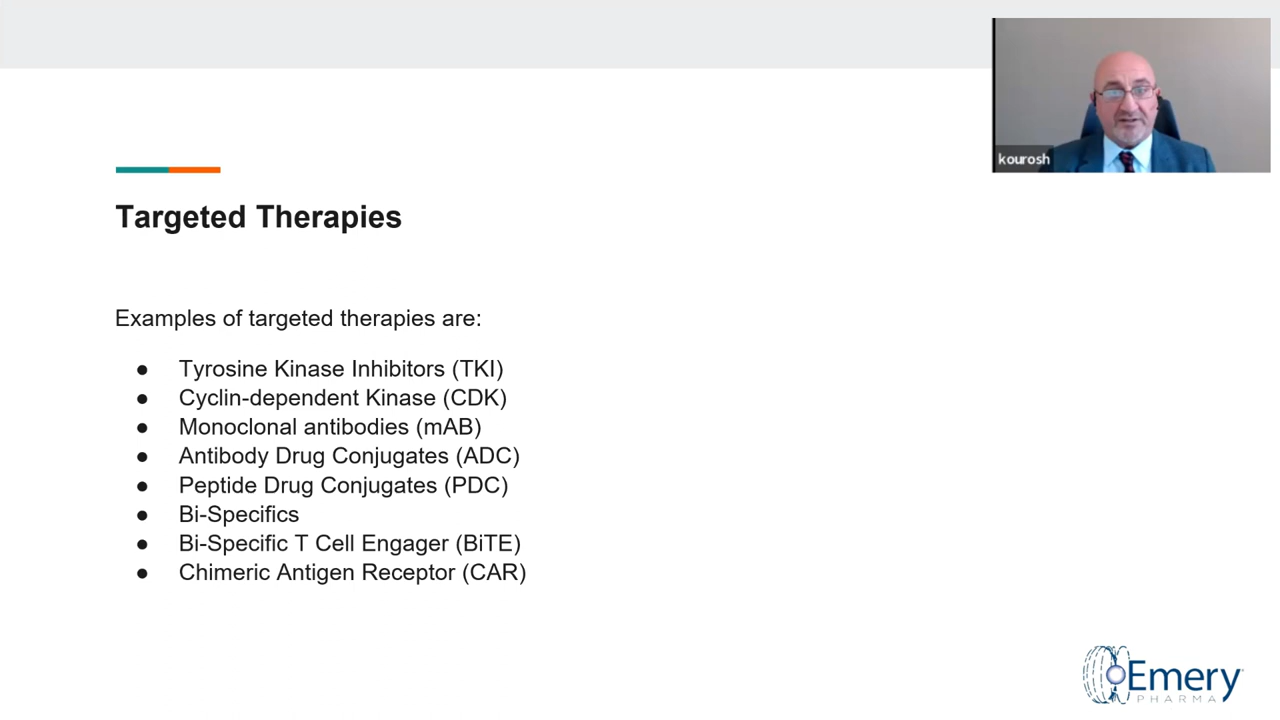 kourosh
Targeted Therapies
Examples of targeted therapies are:
● Tyrosine Kinase Inhibitors (TKI)
● Cyclin-dependent Kinase (CDK)
● Monoclonal antibodies (mAB)
● Antibody Drug Conjugates (ADC)
● Peptide Drug Conjugates (PDC)
● Bi-Specifics
● Bi-Specific T Cell Engager (BiTE)
● Chimeric Antigen Receptor (CAR)
Emery
PHARMA